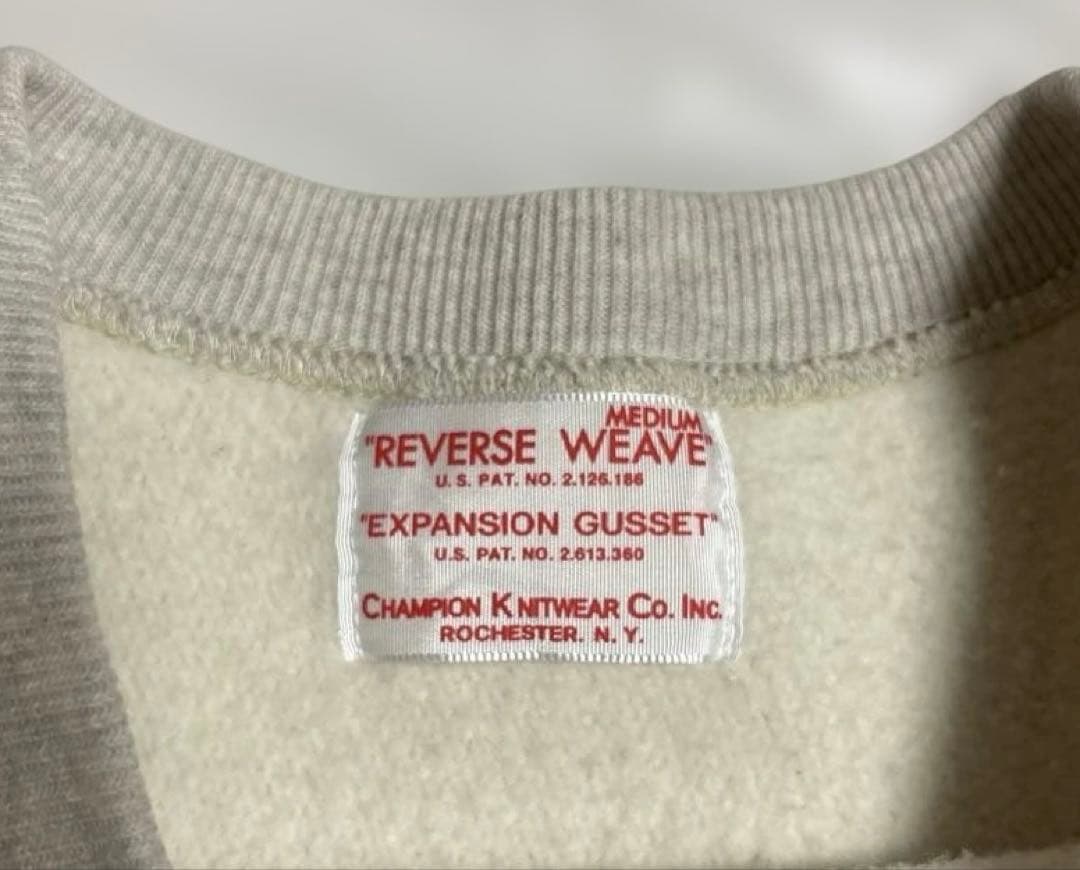 MEDIUM
"REVERSE WEAVE"
U.S. PAT. NO. 2.126.186
"EXPANSION GUSSET"
U.S. PAT. NO. 2.613.360
CHAMPION KNITWEAR CO. INC.
ROCHESTER. N. Y.